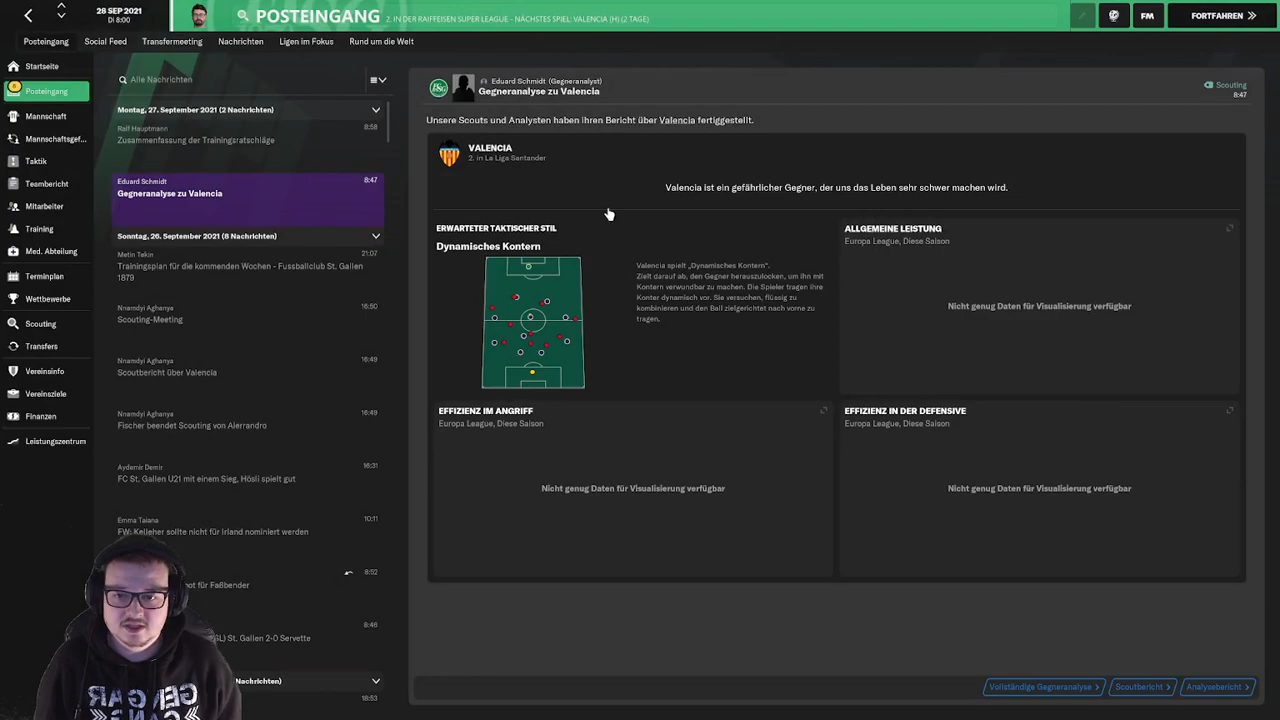 28 SEP 2021
DI 8:00
POSTEINGANG
2. IN DER RAIFFEISEN SUPER LEAGUE - NÄCHSTES SPIEL: VALENCIA (H) (2 TAGE)
FM
FORTFAHREN
Posteingang
Social Feed
Transfermeeting
Nachrichten
Ligen im Fokus
Rund um die Welt
Startseite
Posteingang
Mannschaft
Mannschaftsgef...
Taktik
Teambericht
Mitarbeiter
Training
Med. Abteilung
Terminplan
Wettbewerbe
Scouting
Transfers
Vereinsinfo
Vereinsziele
Finanzen
Leistungszentrum
Alle Nachrichten
Montag, 27. September 2021 (2 Nachrichten)
Ralf Hauptmann
8:58
Zusammenfassung der Trainingsratschläge
Eduard Schmidt
8:47
Gegneranalyse zu Valencia
Sonntag, 26. September 2021 (8 Nachrichten)
Metin Tekin
21:07
Trainingsplan für die kommenden Wochen - Fussballclub St. Gallen
1879
Nnamdyi Aghanya
16:50
Scouting-Meeting
Nnamdyi Aghanya
16:49
Scoutbericht über Valencia
Nnamdyi Aghanya
16:49
Fischer beendet Scouting von Alerrandro
Aydemir Demir
16:31
FC St. Gallen U21 mit einem Sieg, Hösli spielt gut
Emma Taiana
10:11
FW: Kelleher sollte nicht für Irland nominiert werden
8:52
ot für Faßbender
8:46
GL) St. Gallen 2-0 Servette
Nachrichten)
18:53
Eduard Schmidt (Gegneranalyst)
Gegneranalyse zu Valencia
Scouting
8:47
Unsere Scouts und Analysten haben ihren Bericht über Valencia fertiggestellt.
VALENCIA
2. in La Liga Santander
Valencia ist ein gefährlicher Gegner, der uns das Leben sehr schwer machen wird.
ERWARTETER TAKTISCHER STIL
Dynamisches Kontern
Valencia spielt „Dynamisches Kontern".
Zielt darauf ab, den Gegner herauszulocken, um ihn mit
Kontern verwundbar zu machen. Die Spieler tragen ihre
Konter dynamisch vor. Sie versuchen, flüssig zu
kombinieren und den Ball zielgerichtet nach vorne zu
tragen.
ALLGEMEINE LEISTUNG
Europa League, Diese Saison
Nicht genug Daten für Visualisierung verfügbar
EFFIZIENZ IM ANGRIFF
Europa League, Diese Saison
Nicht genug Daten für Visualisierung verfügbar
EFFIZIENZ IN DER DEFENSIVE
Europa League, Diese Saison
Nicht genug Daten für Visualisierung verfügbar
Vollständige Gegneranalyse
Scoutbericht
Analysebericht